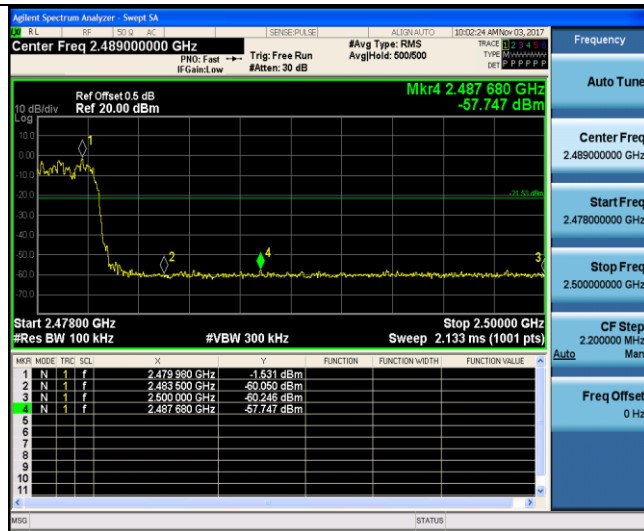 Agilent Spectrum Analyzer - Swept SA
RL RF 50 Ω AC SENSE:PULSE ALIGN AUTO 10:02:24 AM Nov 03, 2017
Center Freq 2.489000000 GHz
PNO: Fast
IFGain:Low
Trig: Free Run
#Atten: 30 dB
#Avg Type: RMS
Avg|Hold: 500/500
TRACE 1 2 3 4 5 6
TYPE
DET P P P P P P
Ref Offset 0.5 dB
Ref 20.00 dBm
10 dB/div
Log
Mkr4 2.487 680 GHz
-57.747 dBm
10.0
0.00
-10.0
-20.0
-30.0
-40.0
-50.0
-60.0
-70.0
1
2
4
3
-21.53 dBm
Start 2.47800 GHz
Stop 2.50000 GHz
#Res BW 100 kHz
#VBW 300 kHz
Sweep 2.133 ms (1001 pts)
MKR MODE TRC SCL X Y FUNCTION FUNCTION WIDTH FUNCTION VALUE
1 N 1 f 2.479 980 GHz -1.531 dBm
2 N 1 f 2.483 500 GHz -60.050 dBm
3 N 1 f 2.500 000 GHz -60.246 dBm
4 N 1 f 2.487 680 GHz -57.747 dBm
5
6
7
8
9
10
11
MSG
STATUS
Frequency
Auto Tune
Center Freq
2.489000000 GHz
Start Freq
2.478000000 GHz
Stop Freq
2.500000000 GHz
CF Step
2.200000 MHz
Auto Man
Freq Offset
0 Hz